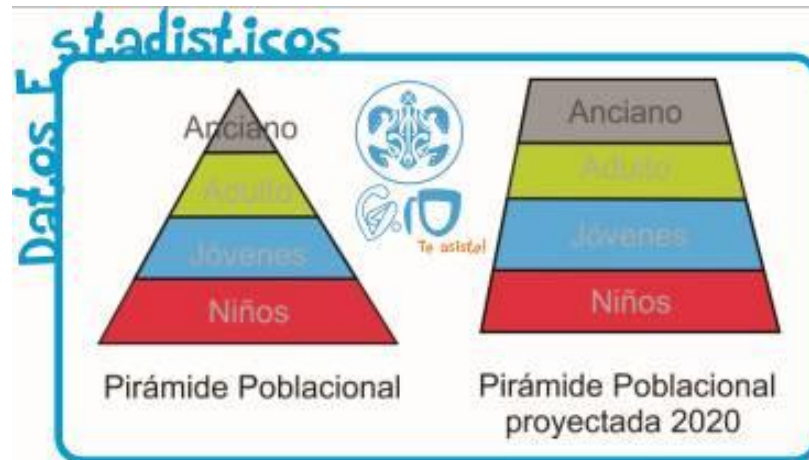 Datos Estadisticos
Anciano
Adulto
Jóvenes
Niños
Pirámide Poblacional
Te asiste!
Anciano
Adulto
Jóvenes
Niños
Pirámide Poblacional
proyectada 2020